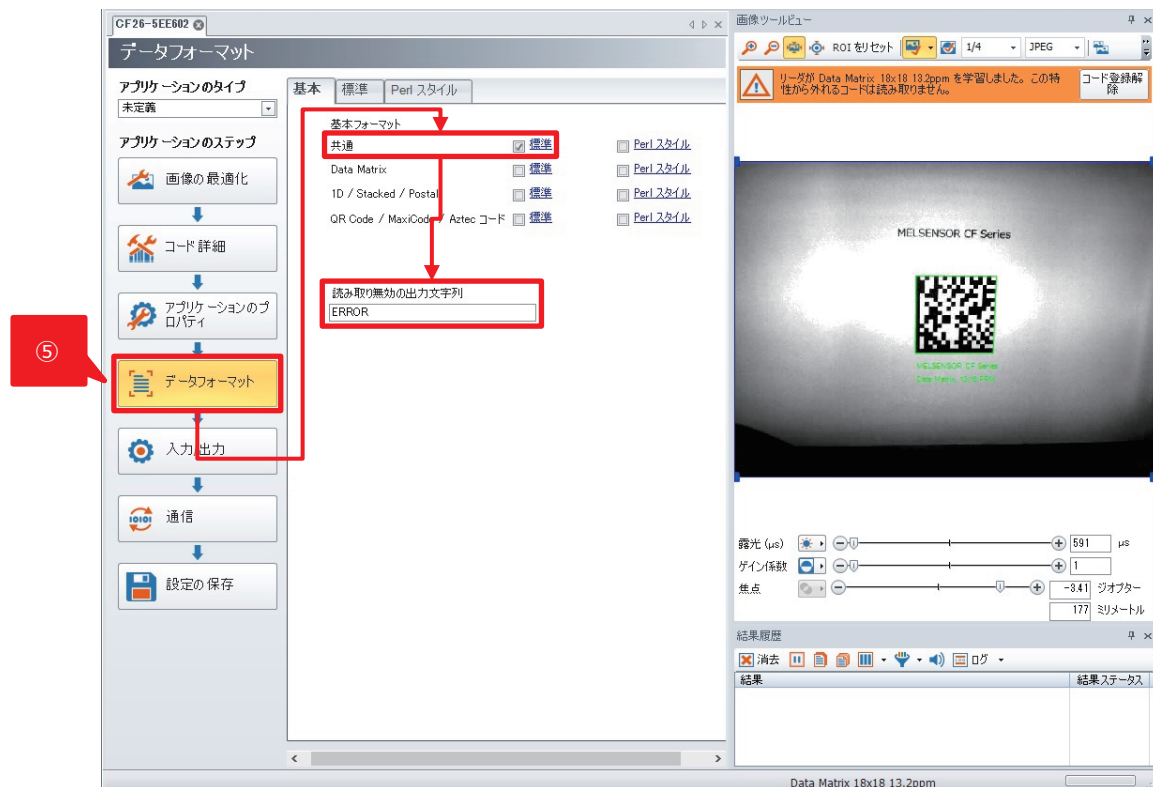 CF26-5EE602
データフォーマット
アプリケーションのタイプ
未定義
アプリケーションのステップ
画像の最適化
コード詳細
アプリケーションのプ
ロパティ
⑤
データフォーマット
入力/出力
通信
設定の保存
基本
標準
Perl スタイル
基本フォーマット
共通
標準
Perl スタイル
Data Matrix
標準
Perl スタイル
1D / Stacked / Postal
標準
Perl スタイル
QR Code / MaxiCode / Aztec コード
標準
Perl スタイル
読み取り無効の出力文字列
ERROR
画像ツールビュー
ROI をリセット
1/4
JPEG
リーダが Data Matrix 18x18 13.2ppm を学習しました。この特
性から外れるコードは読み取りません。
コード登録解
除
MELSENSOR CF Series
MELSENSOR CF Series
露光 (μs)
591
μs
ゲイン係数
1
焦点
-3.41
ジオプター
177
ミリメートル
結果履歴
消去
ログ
結果
結果ステータス
Data Matrix 18x18 13.2ppm